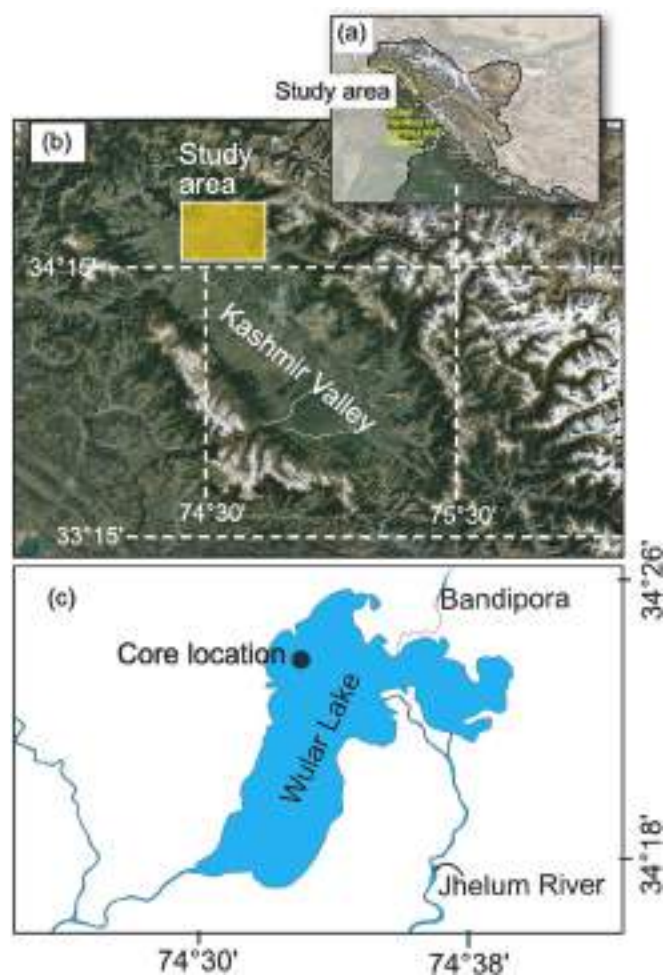 (a)
Study area
(b)
Study
area
34°15'
Kashmir Valley
74°30'
75°30'
33°15'
(c)
Bandipora
34°26'
Core location
Wular Lake
34°18'
Jhelum River
74°30'
74°38'